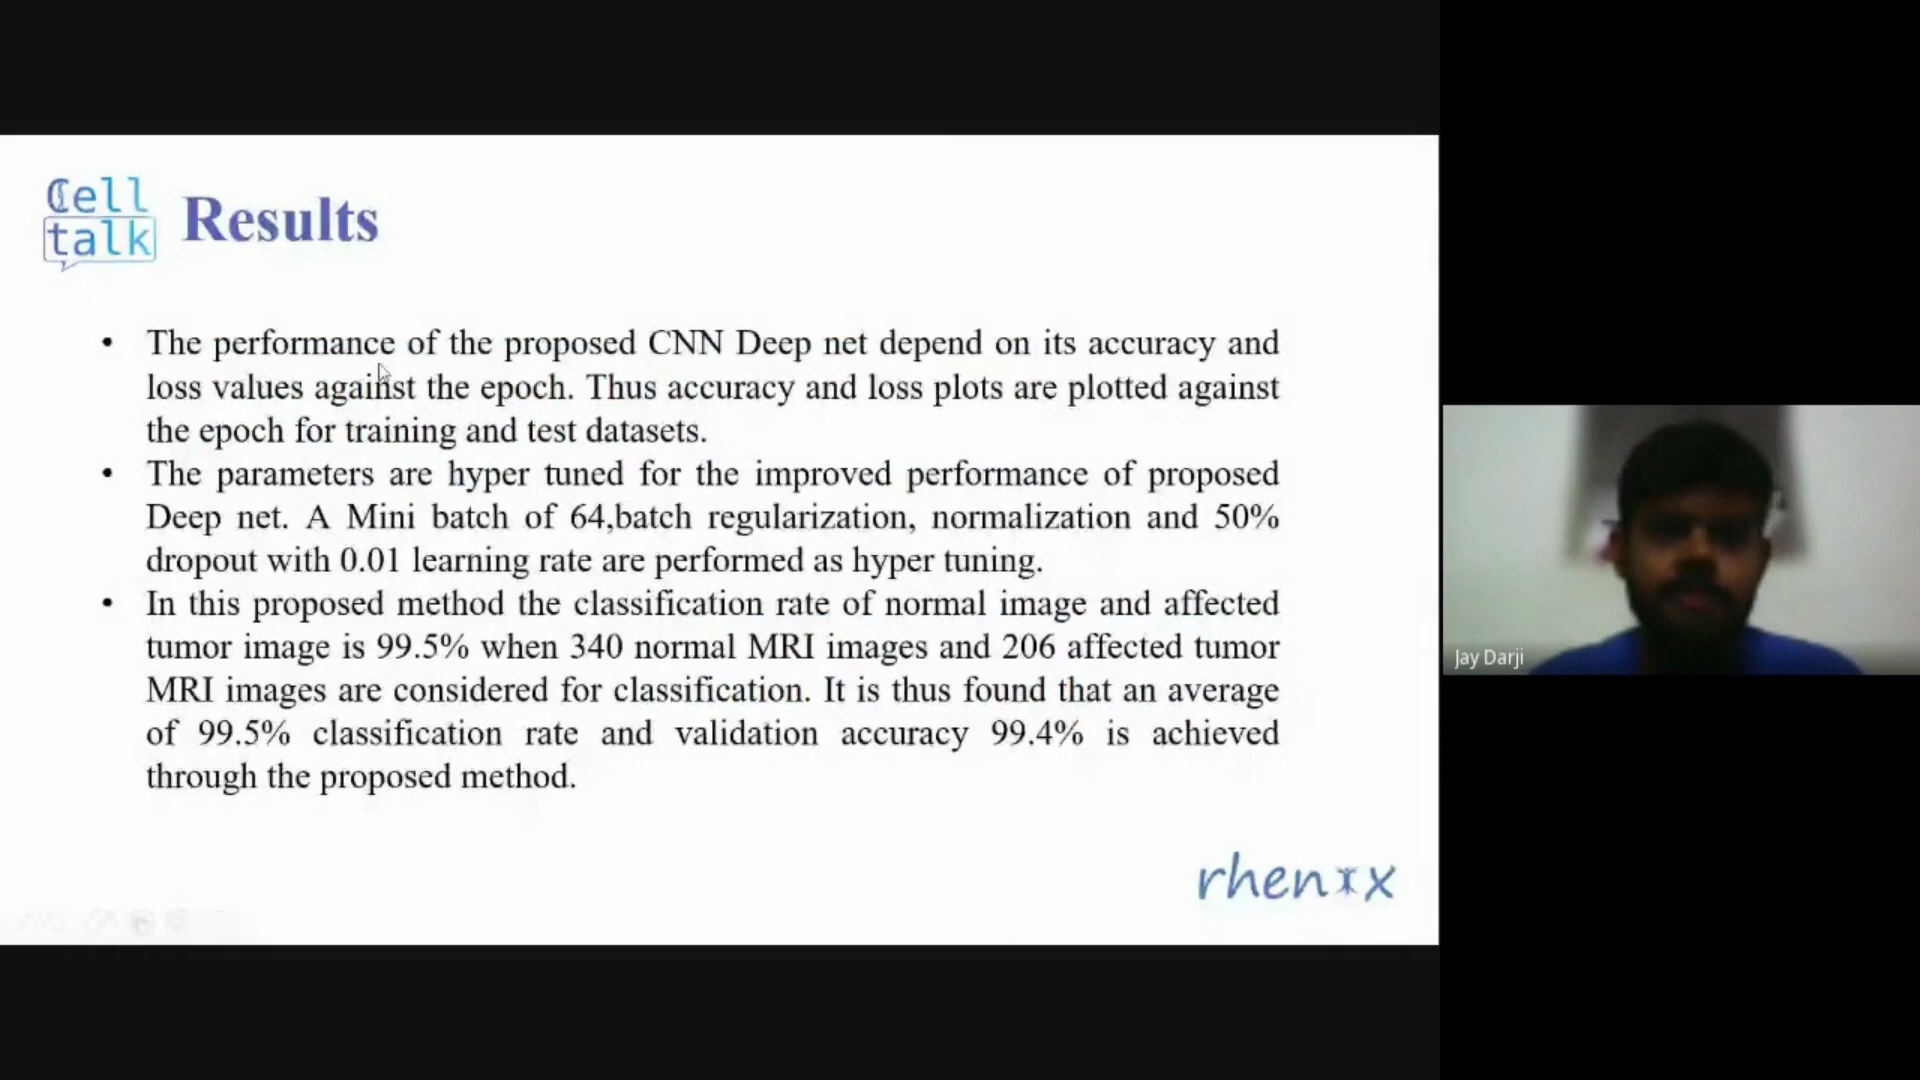 Cell
talk
Results
• The performance of the proposed CNN Deep net depend on its accuracy and
loss values against the epoch. Thus accuracy and loss plots are plotted against
the epoch for training and test datasets.
• The parameters are hyper tuned for the improved performance of proposed
Deep net. A Mini batch of 64,batch regularization, normalization and 50%
dropout with 0.01 learning rate are performed as hyper tuning.
• In this proposed method the classification rate of normal image and affected
tumor image is 99.5% when 340 normal MRI images and 206 affected tumor
MRI images are considered for classification. It is thus found that an average
of 99.5% classification rate and validation accuracy 99.4% is achieved
through the proposed method.
rhenix
Jay Darji